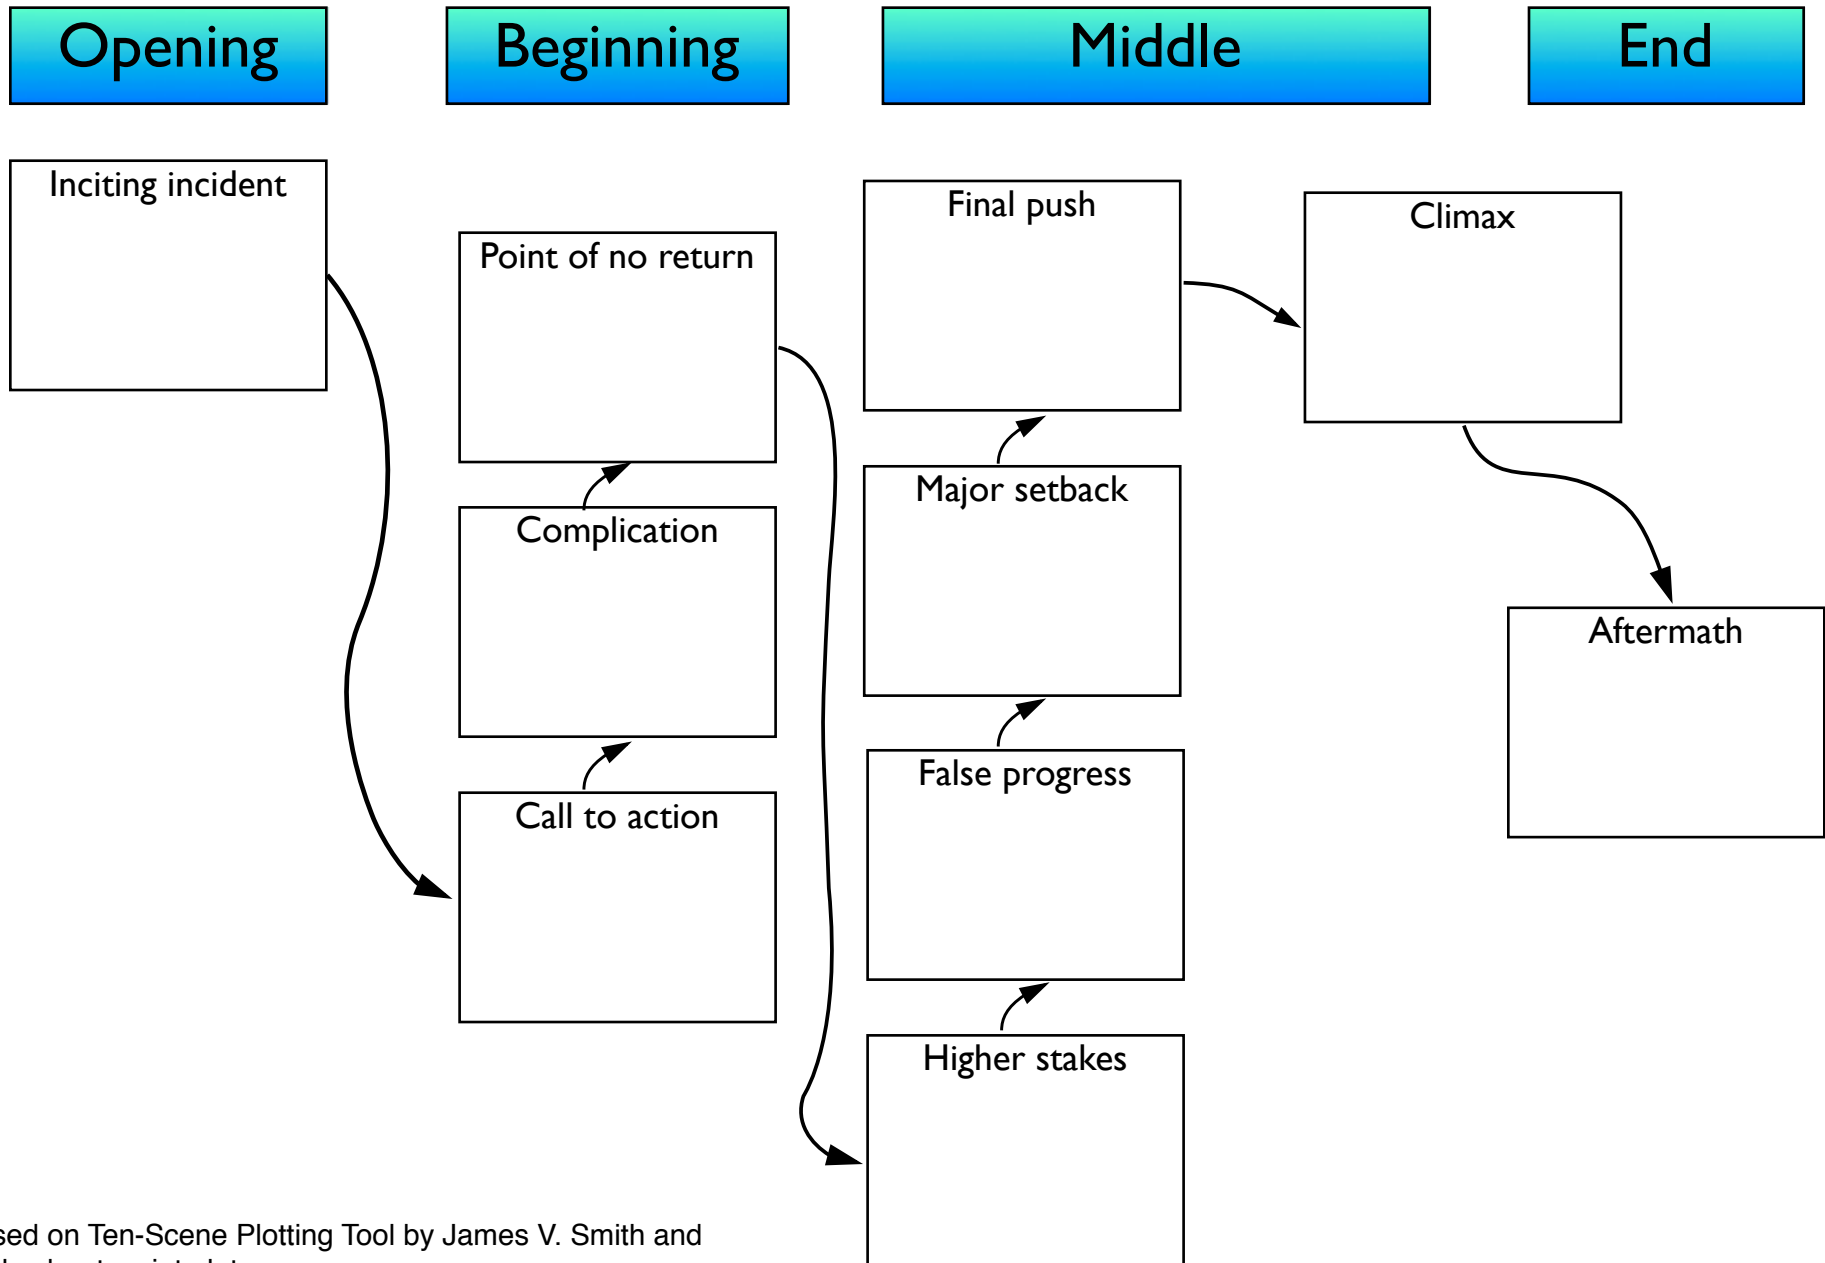 Opening
Beginning
Middle
End
Inciting incident
Point of no return
Complication
Call to action
Final push
Major setback
False progress
Higher stakes
Climax
Aftermath
on Ten-Scene Plotting Tool by James V. Smith and